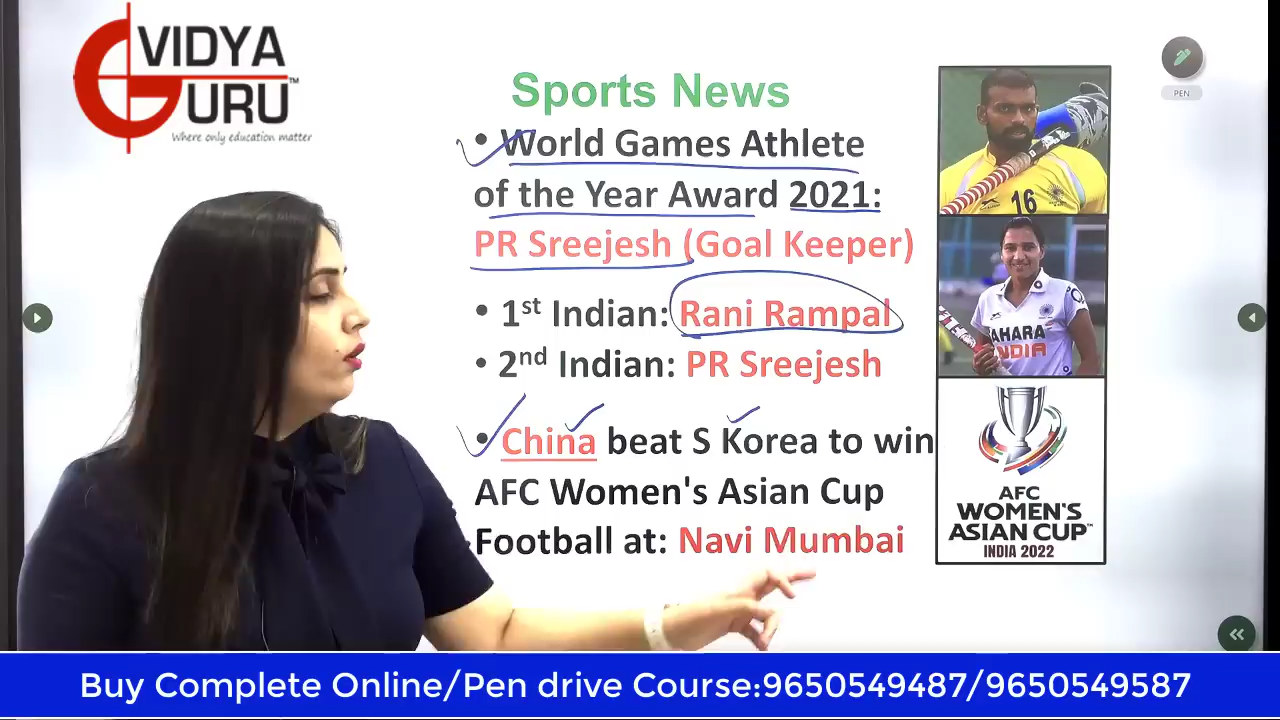 VIDYA
GURU™
Where only education matter
Sports News
• World Games Athlete
of the Year Award 2021:
PR Sreejesh (Goal Keeper)
• 1st Indian: Rani Rampal
• 2nd Indian: PR Sreejesh
• China beat S Korea to win
AFC Women's Asian Cup
Football at: Navi Mumbai
PEN
16
SAHARA
INDIA
AFC
WOMEN'S
ASIAN CUP™
INDIA 2022
Buy Complete Online/Pen drive Course:9650549487/9650549587